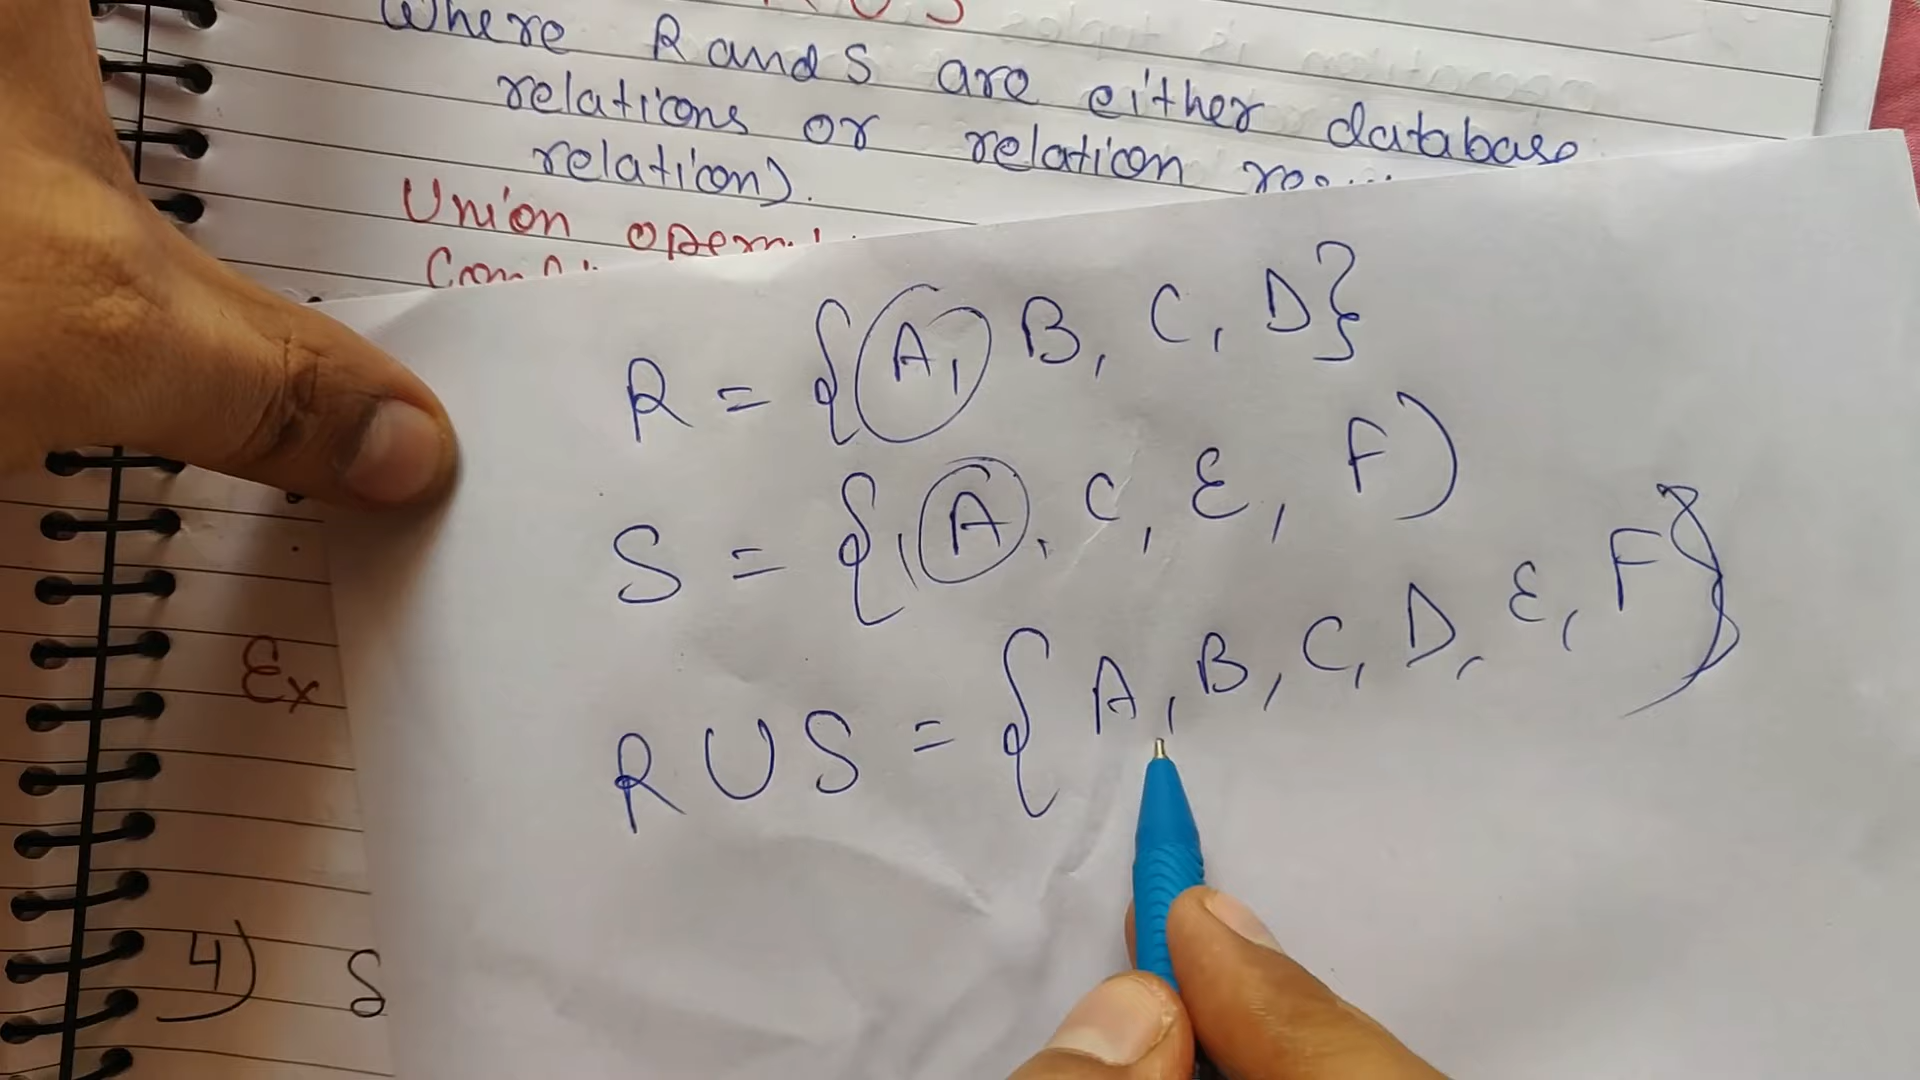 R U S
Where R and S are either database
relations or relation
relation).
Union
R = {A, B, C, D}
S = {, A, C, E, F)
R U S = { A, B, C, D, E, F}
Ex
4) S